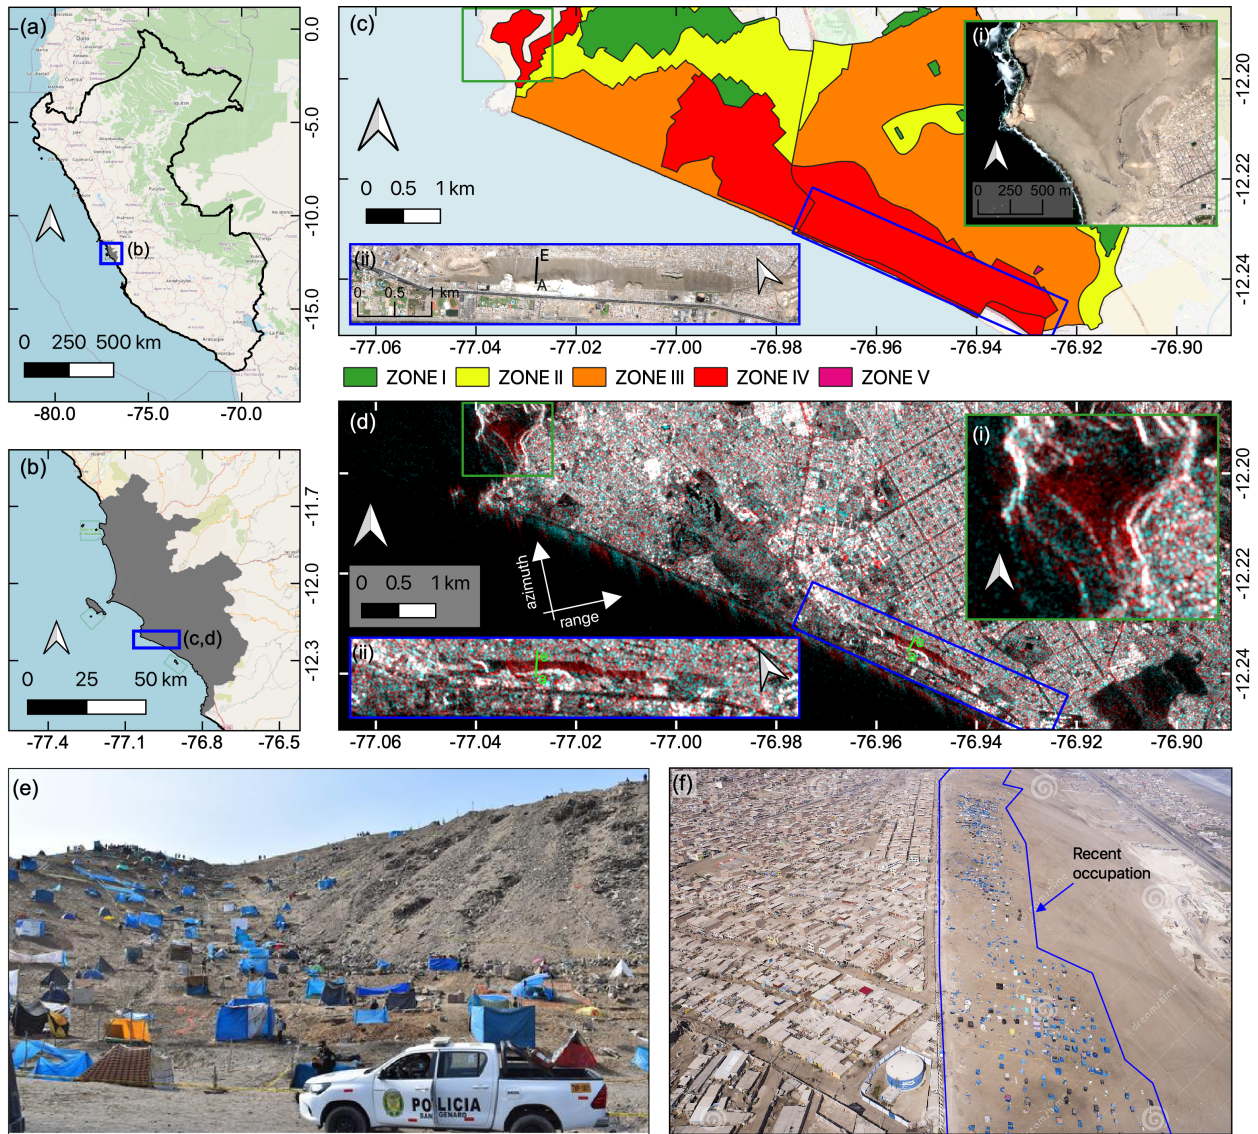 (a)
0.0
-5.0
-10.0
-15.0
(b)
0 250 500 km
-80.0 -75.0 -70.0
(b)
-11.7
-12.0
-12.3
(c,d)
0 25 50 km
-77.4 -77.1 -76.8 -76.5
(c)
0 0.5 1 km
(i)
0 250 500 m
(ii)
E
A
0 0.5 1 km
-12.20
-12.22
-12.24
-77.06 -77.04 -77.02 -77.00 -76.98 -76.96 -76.94 -76.92 -76.90
ZONE I ZONE II ZONE III ZONE IV ZONE V
(d)
0 0.5 1 km
azimuth
range
(i)
(ii)
-12.20
-12.22
-12.24
-77.06 -77.04 -77.02 -77.00 -76.98 -76.96 -76.94 -76.92 -76.90
(e)
POLICIA
SAN GENARO
(f)
Recent
occupation
dreamstime